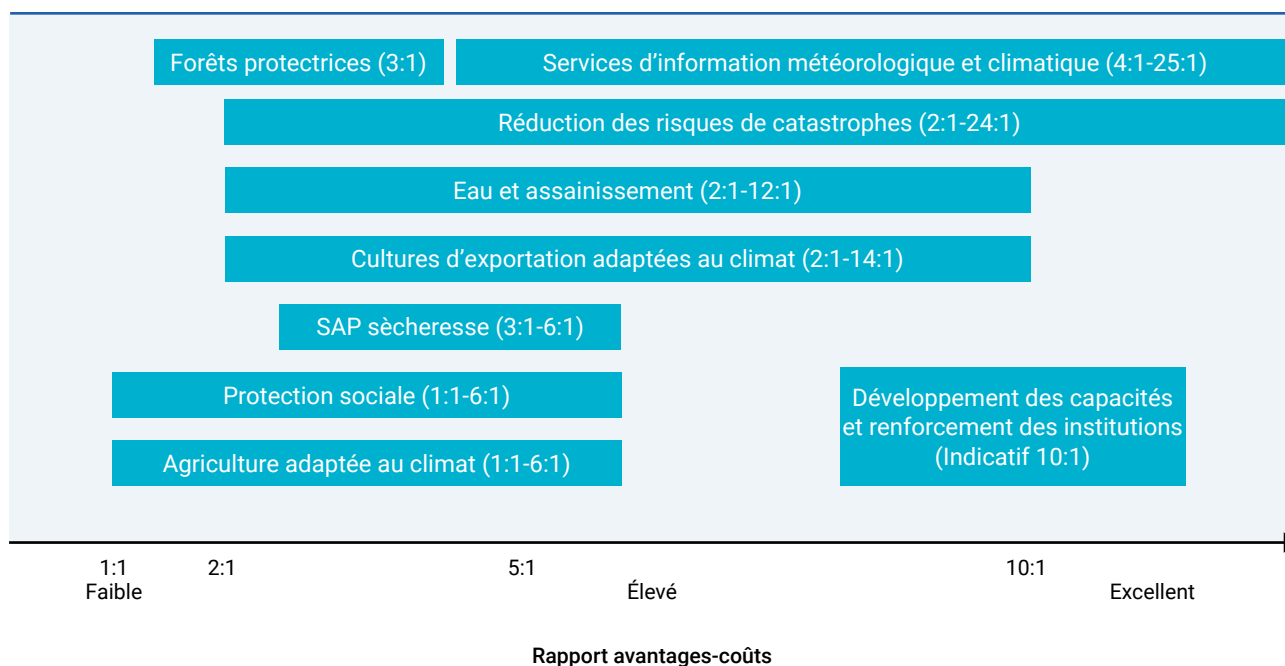 Forêts protectrices (3:1)
Services d’information météorologique et climatique (4:1-25:1)
Réduction des risques de catastrophes (2:1-24:1)
Eau et assainissement (2:1-12:1)
Cultures d’exportation adaptées au climat (2:1-14:1)
SAP sècheresse (3:1-6:1)
Protection sociale (1:1-6:1)
Développement des capacités
et renforcement des institutions
(Indicatif 10:1)
Agriculture adaptée au climat (1:1-6:1)
1:1
2:1
5:1
10:1
Faible
Élevé
Excellent
Rapport avantages-coûts